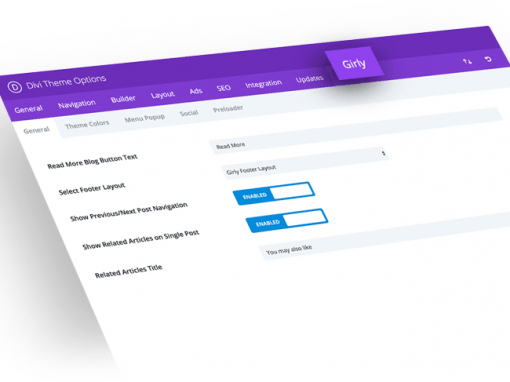 D Divi Theme Options
General Navigation Builder Layout Ads SEO Integration Updates Girly
General Theme Colors Menu Popup Social Preloader
Read More Blog Button Text Read More
Select Footer Layout Girly Footer Layout
Show Previous/Next Post Navigation ENABLED
Show Related Articles on Single Post ENABLED
Related Articles Title You may also like